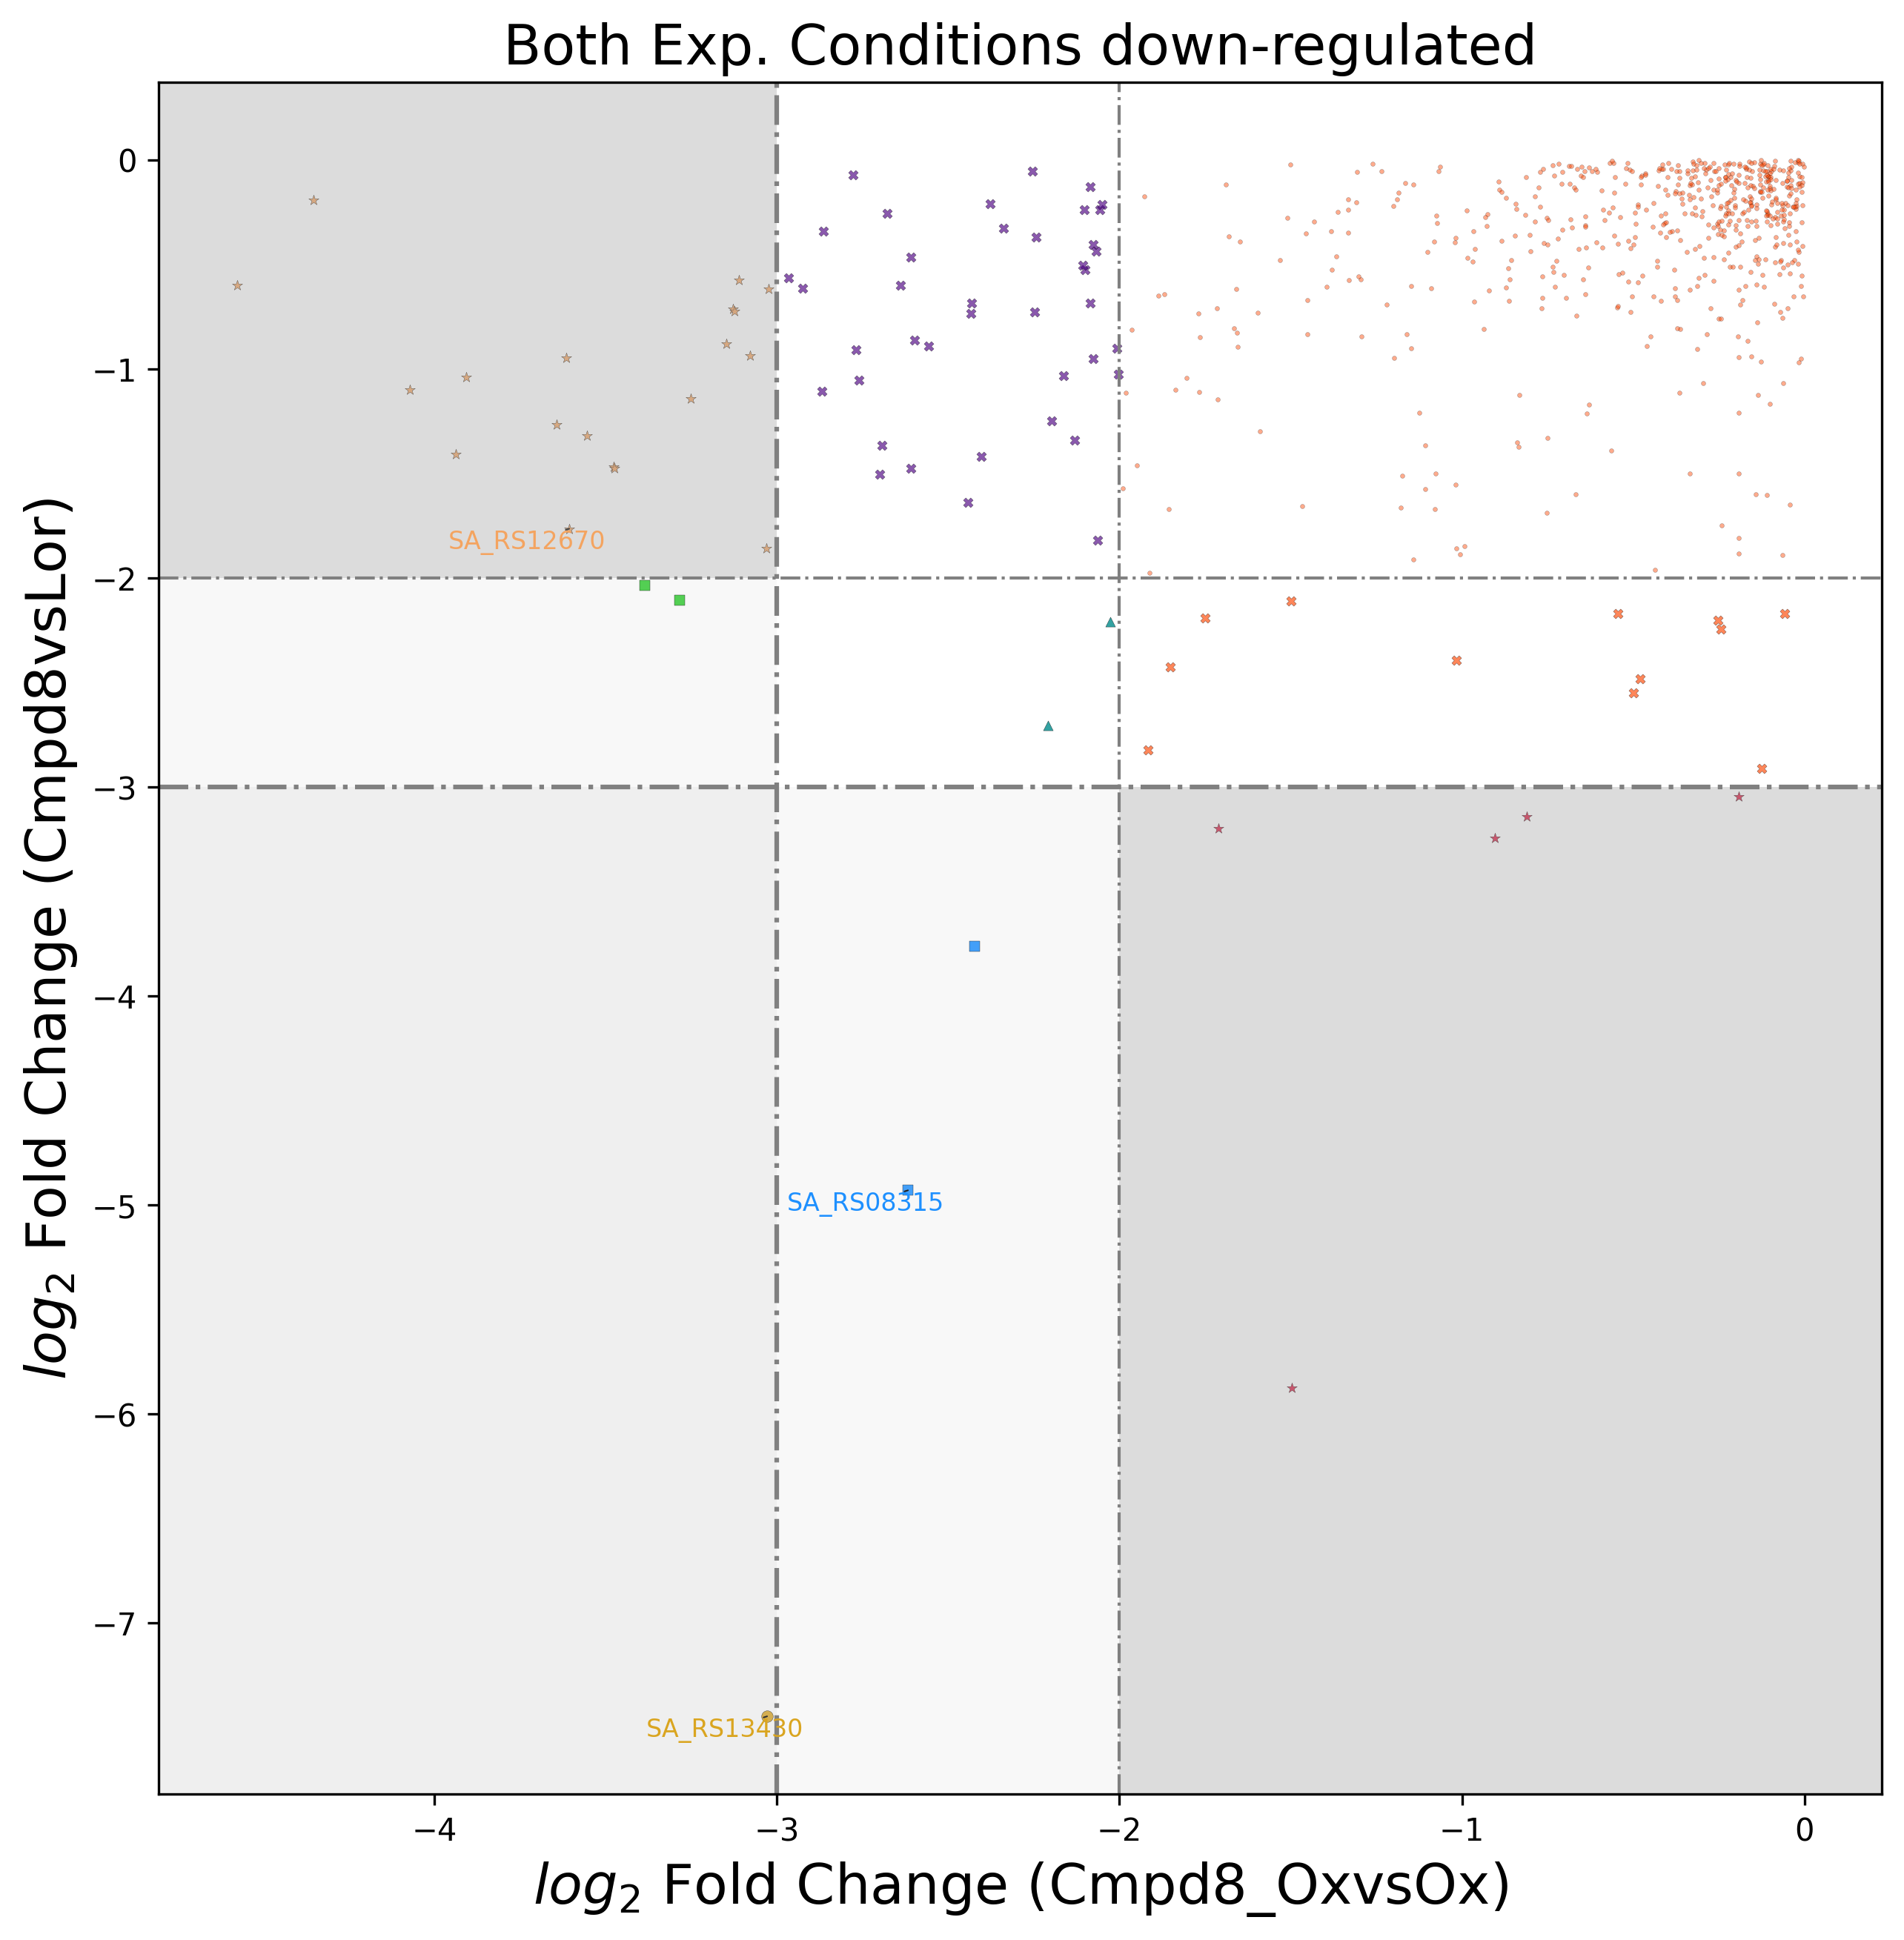 Both Exp. Conditions down-regulated
log2 Fold Change (Cmpd8vsLor)
0
−1
−2
−3
−4
−5
−6
−7
SA_RS12670
SA_RS08315
SA_RS13430
−4
−3
−2
−1
0
log2 Fold Change (Cmpd8_OxvsOx)